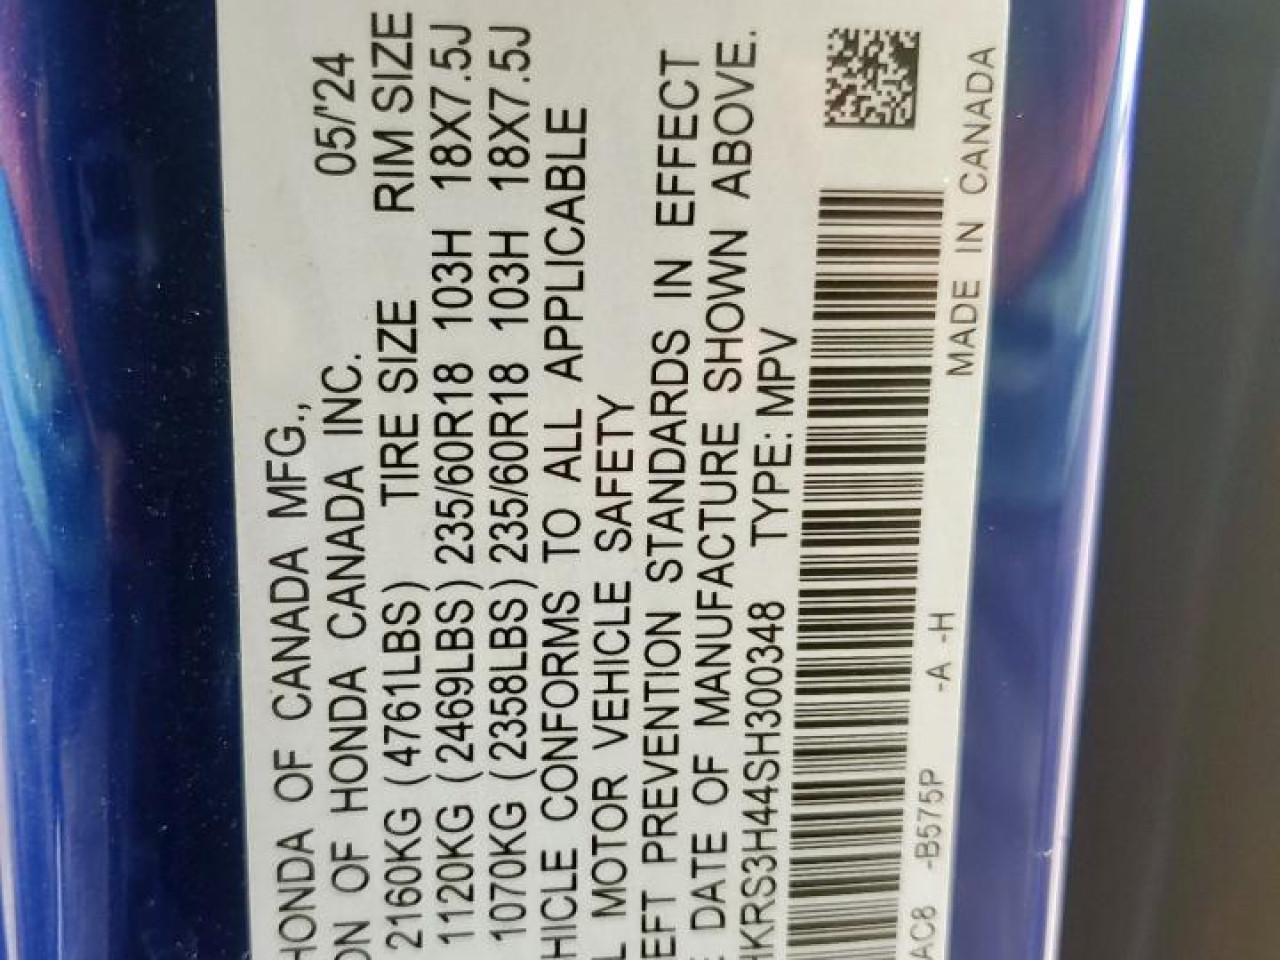 HONDA OF CANADA MFG.,
ON OF HONDA CANADA INC. 05/'24
2160KG (4761LBS) TIRE SIZE RIM SIZE
1120KG (2469LBS) 235/60R18 103H 18X7.5J
1070KG (2358LBS) 235/60R18 103H 18X7.5J
HICLE CONFORMS TO ALL APPLICABLE
L MOTOR VEHICLE SAFETY
EFT PREVENTION STANDARDS IN EFFECT
E DATE OF MANUFACTURE SHOWN ABOVE.
HKRS3H44SH300348 TYPE: MPV
AC8 -B575P -A -H
MADE IN CANADA